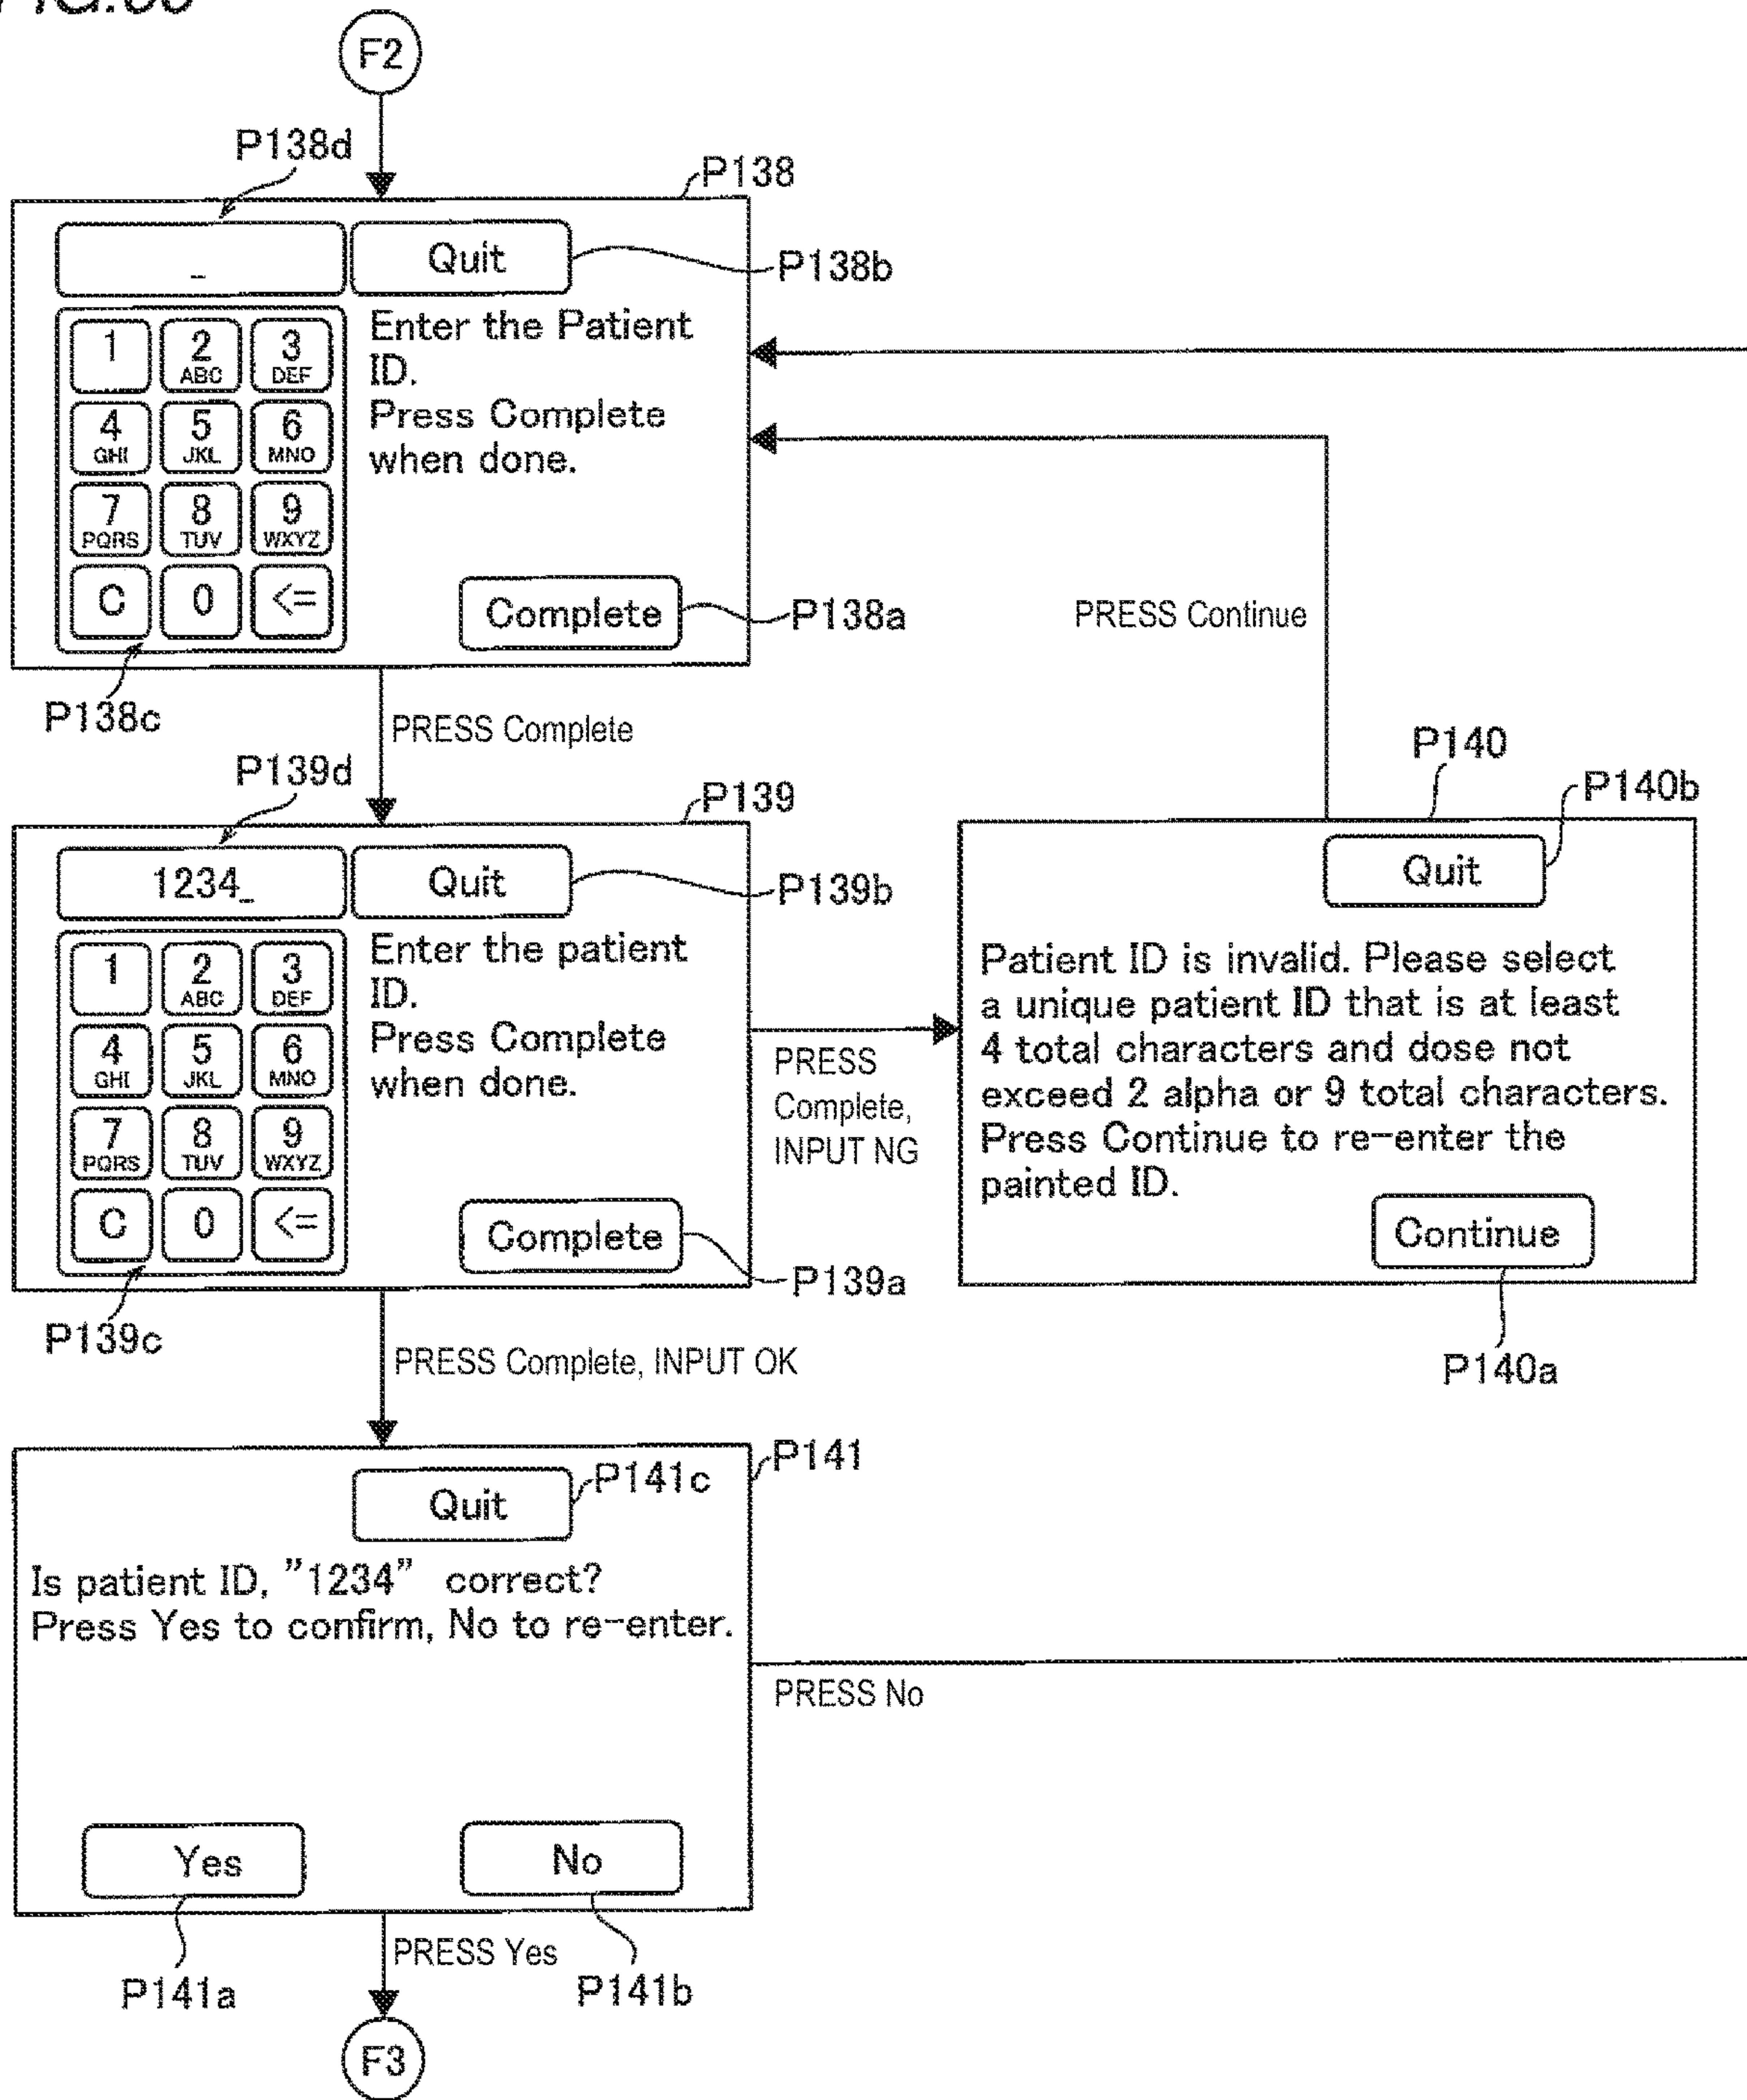 F2
P138d
P138
_
Quit
P138b
1
2
ABC
3
DEF
4
GHI
5
JKL
6
MNO
7
PQRS
8
TUV
9
WXYZ
C
0
<=
Enter the Patient
ID.
Press Complete
when done.
Complete
P138a
P138c
PRESS Continue
PRESS Complete
P139d
P139
1234_
Quit
P139b
1
2
ABC
3
DEF
4
GHI
5
JKL
6
MNO
7
PQRS
8
TUV
9
WXYZ
C
0
<=
Enter the patient
ID.
Press Complete
when done.
Complete
P139a
P139c
PRESS
Complete,
INPUT NG
P140
P140b
Quit
Patient ID is invalid. Please select
a unique patient ID that is at least
4 total characters and dose not
exceed 2 alpha or 9 total characters.
Press Continue to re-enter the
painted ID.
Continue
P140a
PRESS Complete, INPUT OK
P141
P141c
Quit
Is patient ID, "1234" correct?
Press Yes to confirm, No to re-enter.
PRESS No
Yes
No
P141a
P141b
PRESS Yes
F3